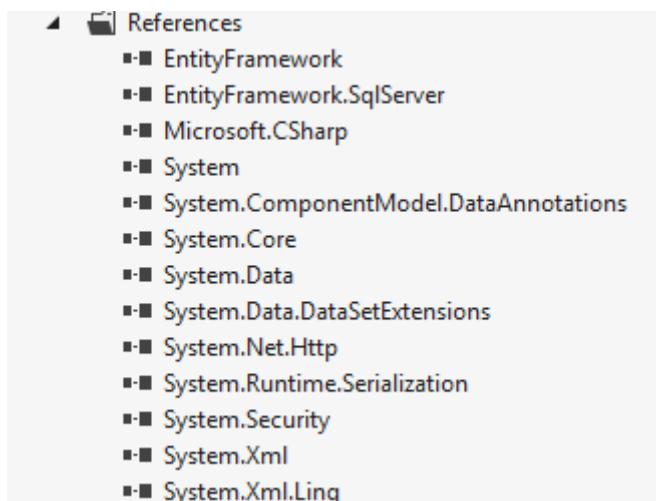 References
EntityFramework
EntityFramework.SqlServer
Microsoft.CSharp
System
System.ComponentModel.DataAnnotations
System.Core
System.Data
System.Data.DataSetExtensions
System.Net.Http
System.Runtime.Serialization
System.Security
System.Xml
System.Xml.Linq